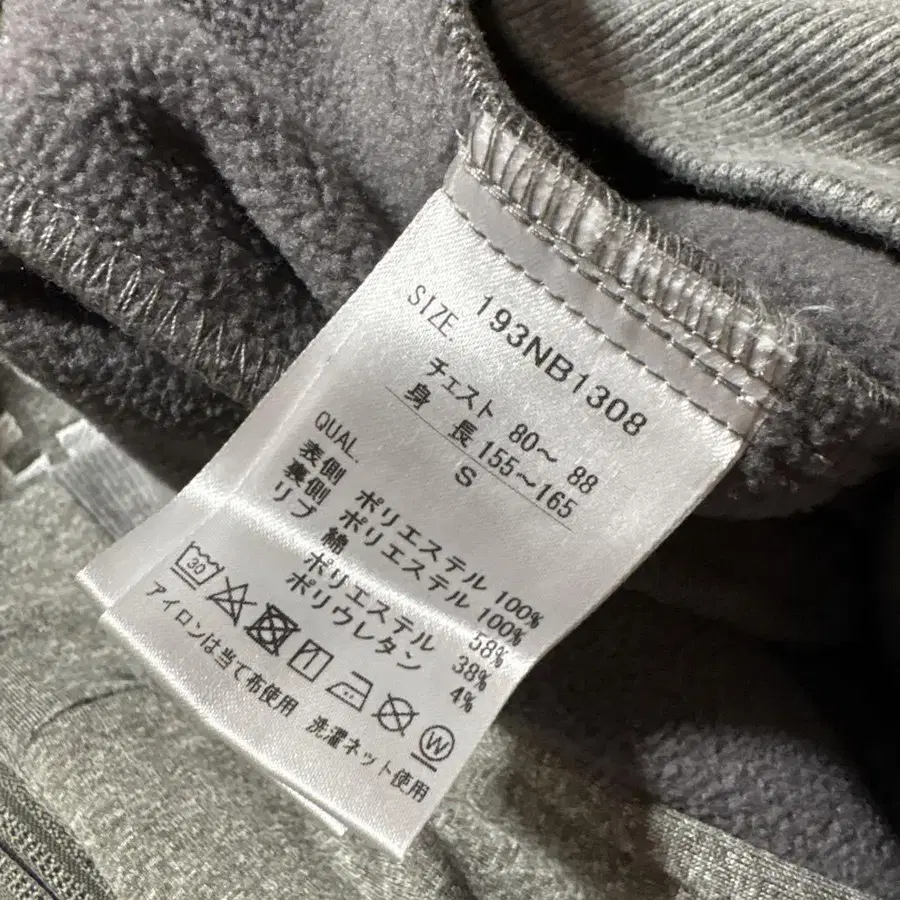 193NB1308
SIZE.
チェスト 80～ 88
身 長 155～165
S
QUAL.
表側 ポリエステル 100%
裏側 ポリエステル 100%
リブ 綿 58%
ポリエステル 38%
ポリウレタン 4%
30
W
アイロンは当て布使用 洗濯ネット使用